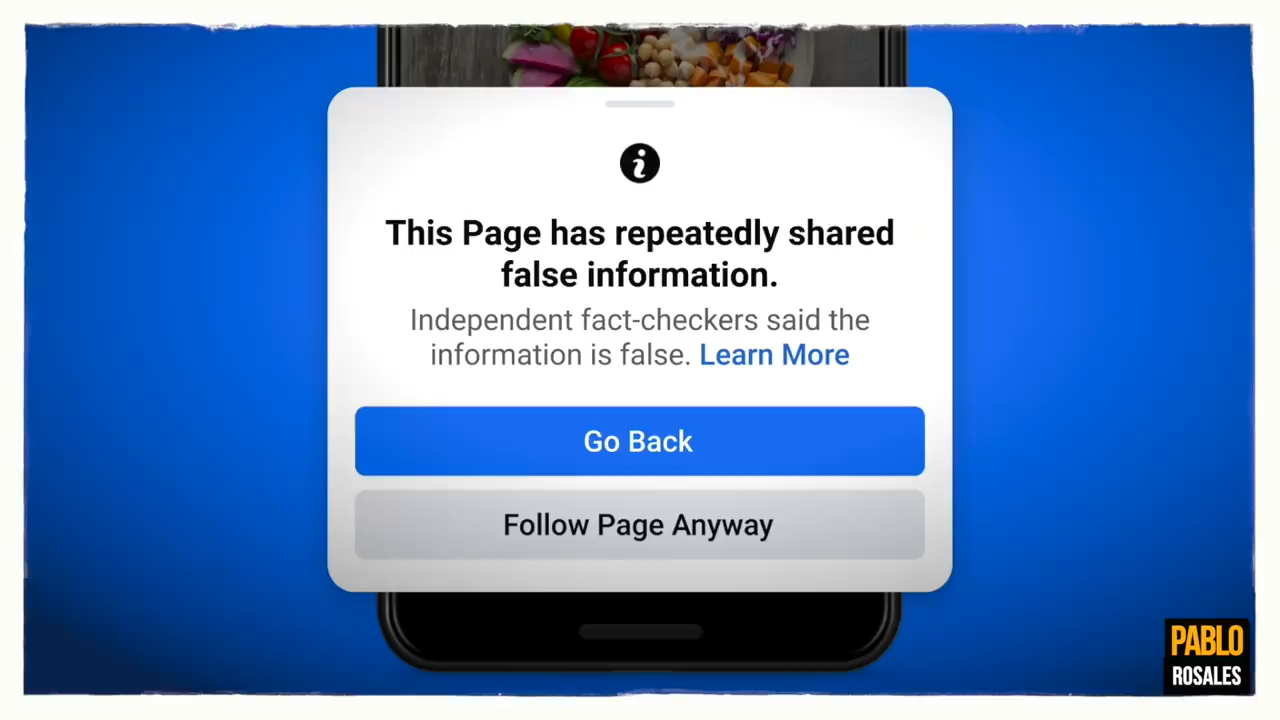 This Page has repeatedly shared
false information.
Independent fact-checkers said the
information is false. Learn More
Go Back
Follow Page Anyway
PABLO
ROSALES